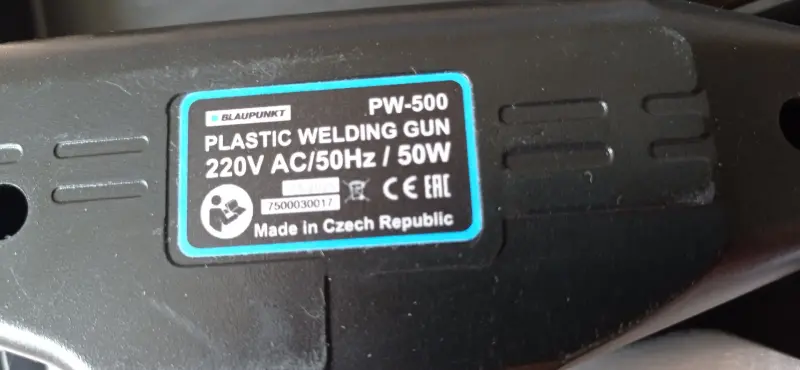 BLAUPUNKT
PW-500
PLASTIC WELDING GUN
220V AC/50Hz / 50W
CE EAC
7500030017
Made in Czech Republic